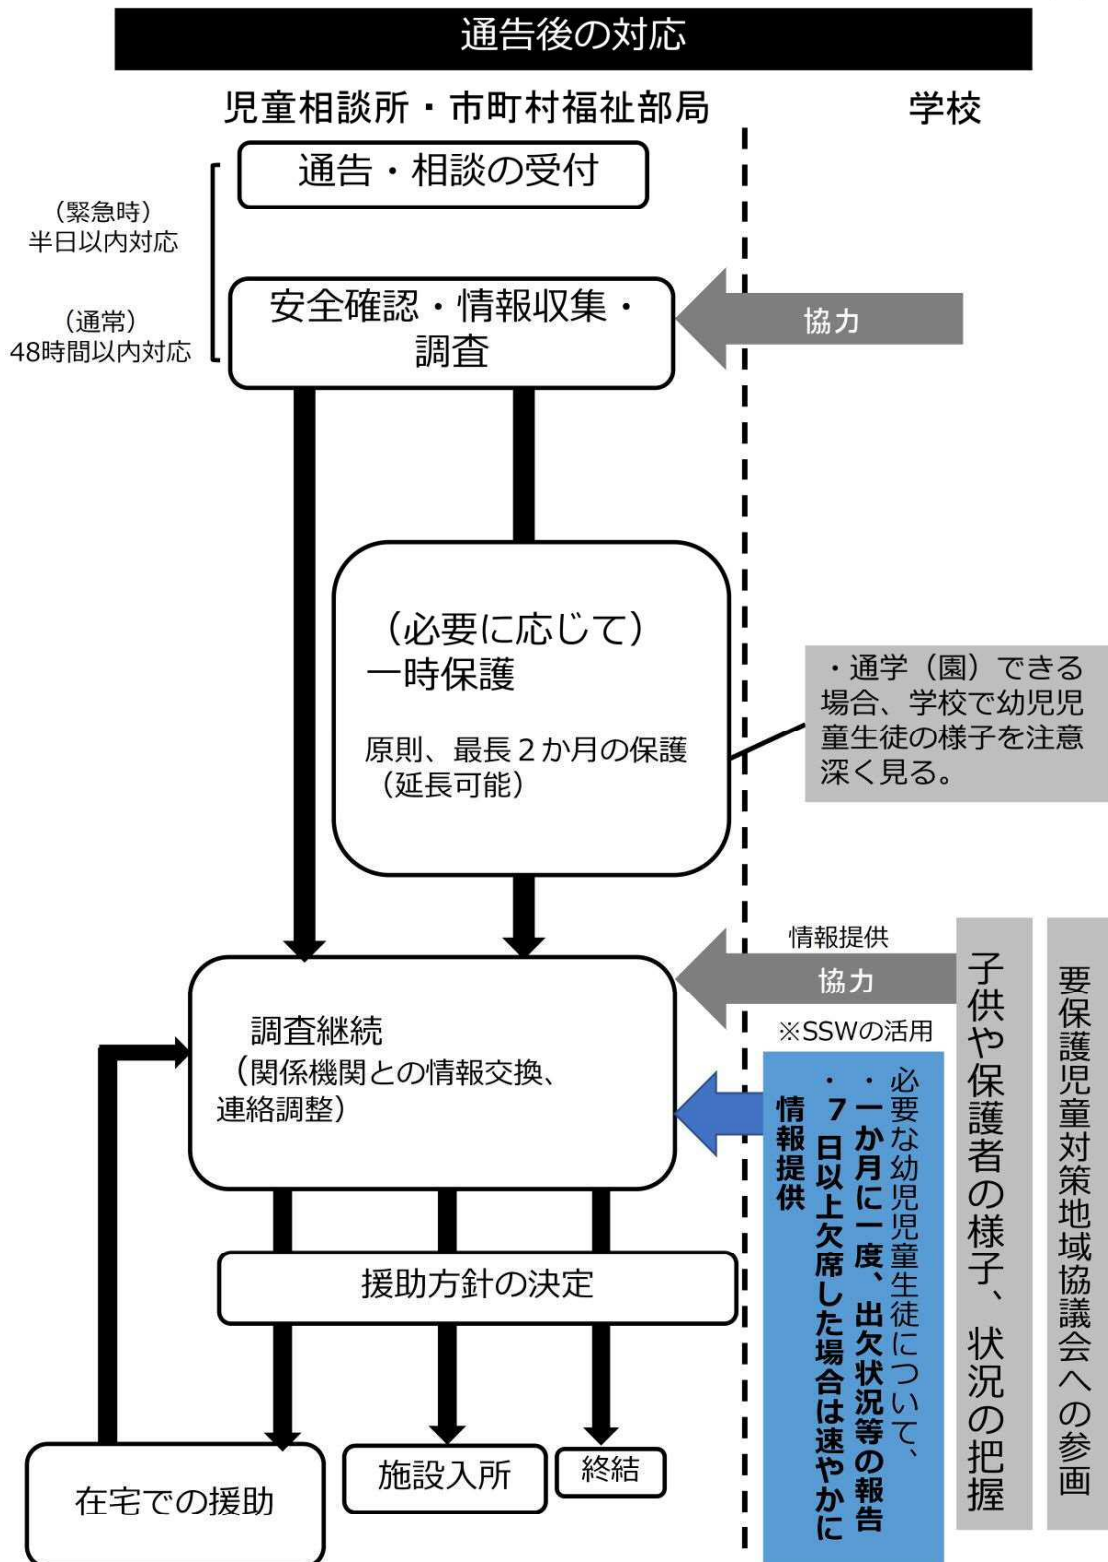 通告後の対応
児童相談所・市町村福祉部局
学校
通告・相談の受付
（緊急時）
半日以内対応
（通常）
48時間以内対応
安全確認・情報収集・
調査
協力
（必要に応じて）
一時保護
原則、最長２か月の保護
（延長可能）
・通学（園）できる
場合、学校で幼児児
童生徒の様子を注意
深く見る。
調査継続
（関係機関との情報交換、
連絡調整）
情報提供
協力
※SSWの活用
必要な幼児児童生徒について、
・一か月に一度、出欠状況等の報告
・７日以上欠席した場合は速やかに
情報提供
子供や保護者の様子、状況の把握
要保護児童対策地域協議会への参画
援助方針の決定
在宅での援助
施設入所
終結